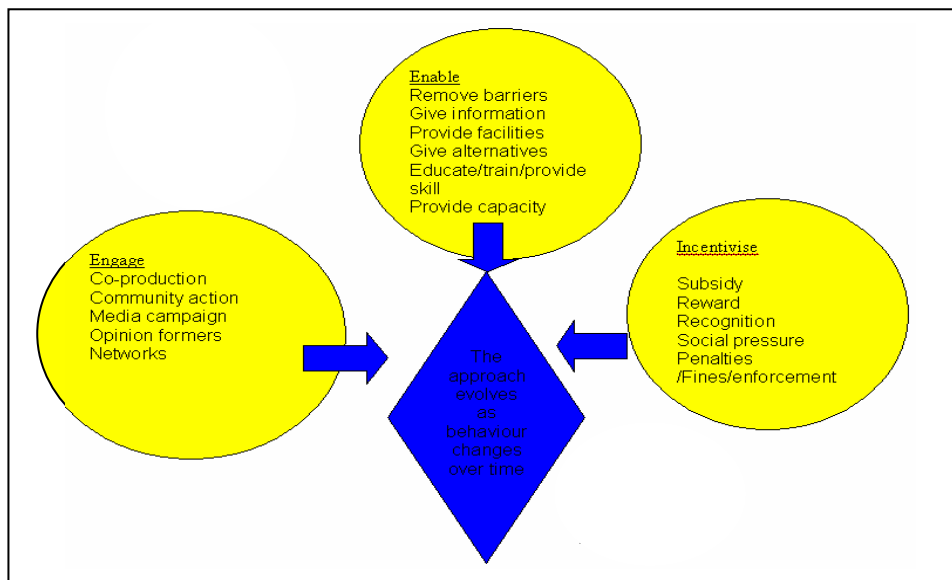 Enable
Remove barriers
Give information
Provide facilities
Give alternatives
Educate/train/provide
skill
Provide capacity
Engage
Co-production
Community action
Media campaign
Opinion formers
Networks
Incentivise
Subsidy
Reward
Recognition
Social pressure
Penalties
/Fines/enforcement
The
approach
evolves
as
behaviour
changes
over time